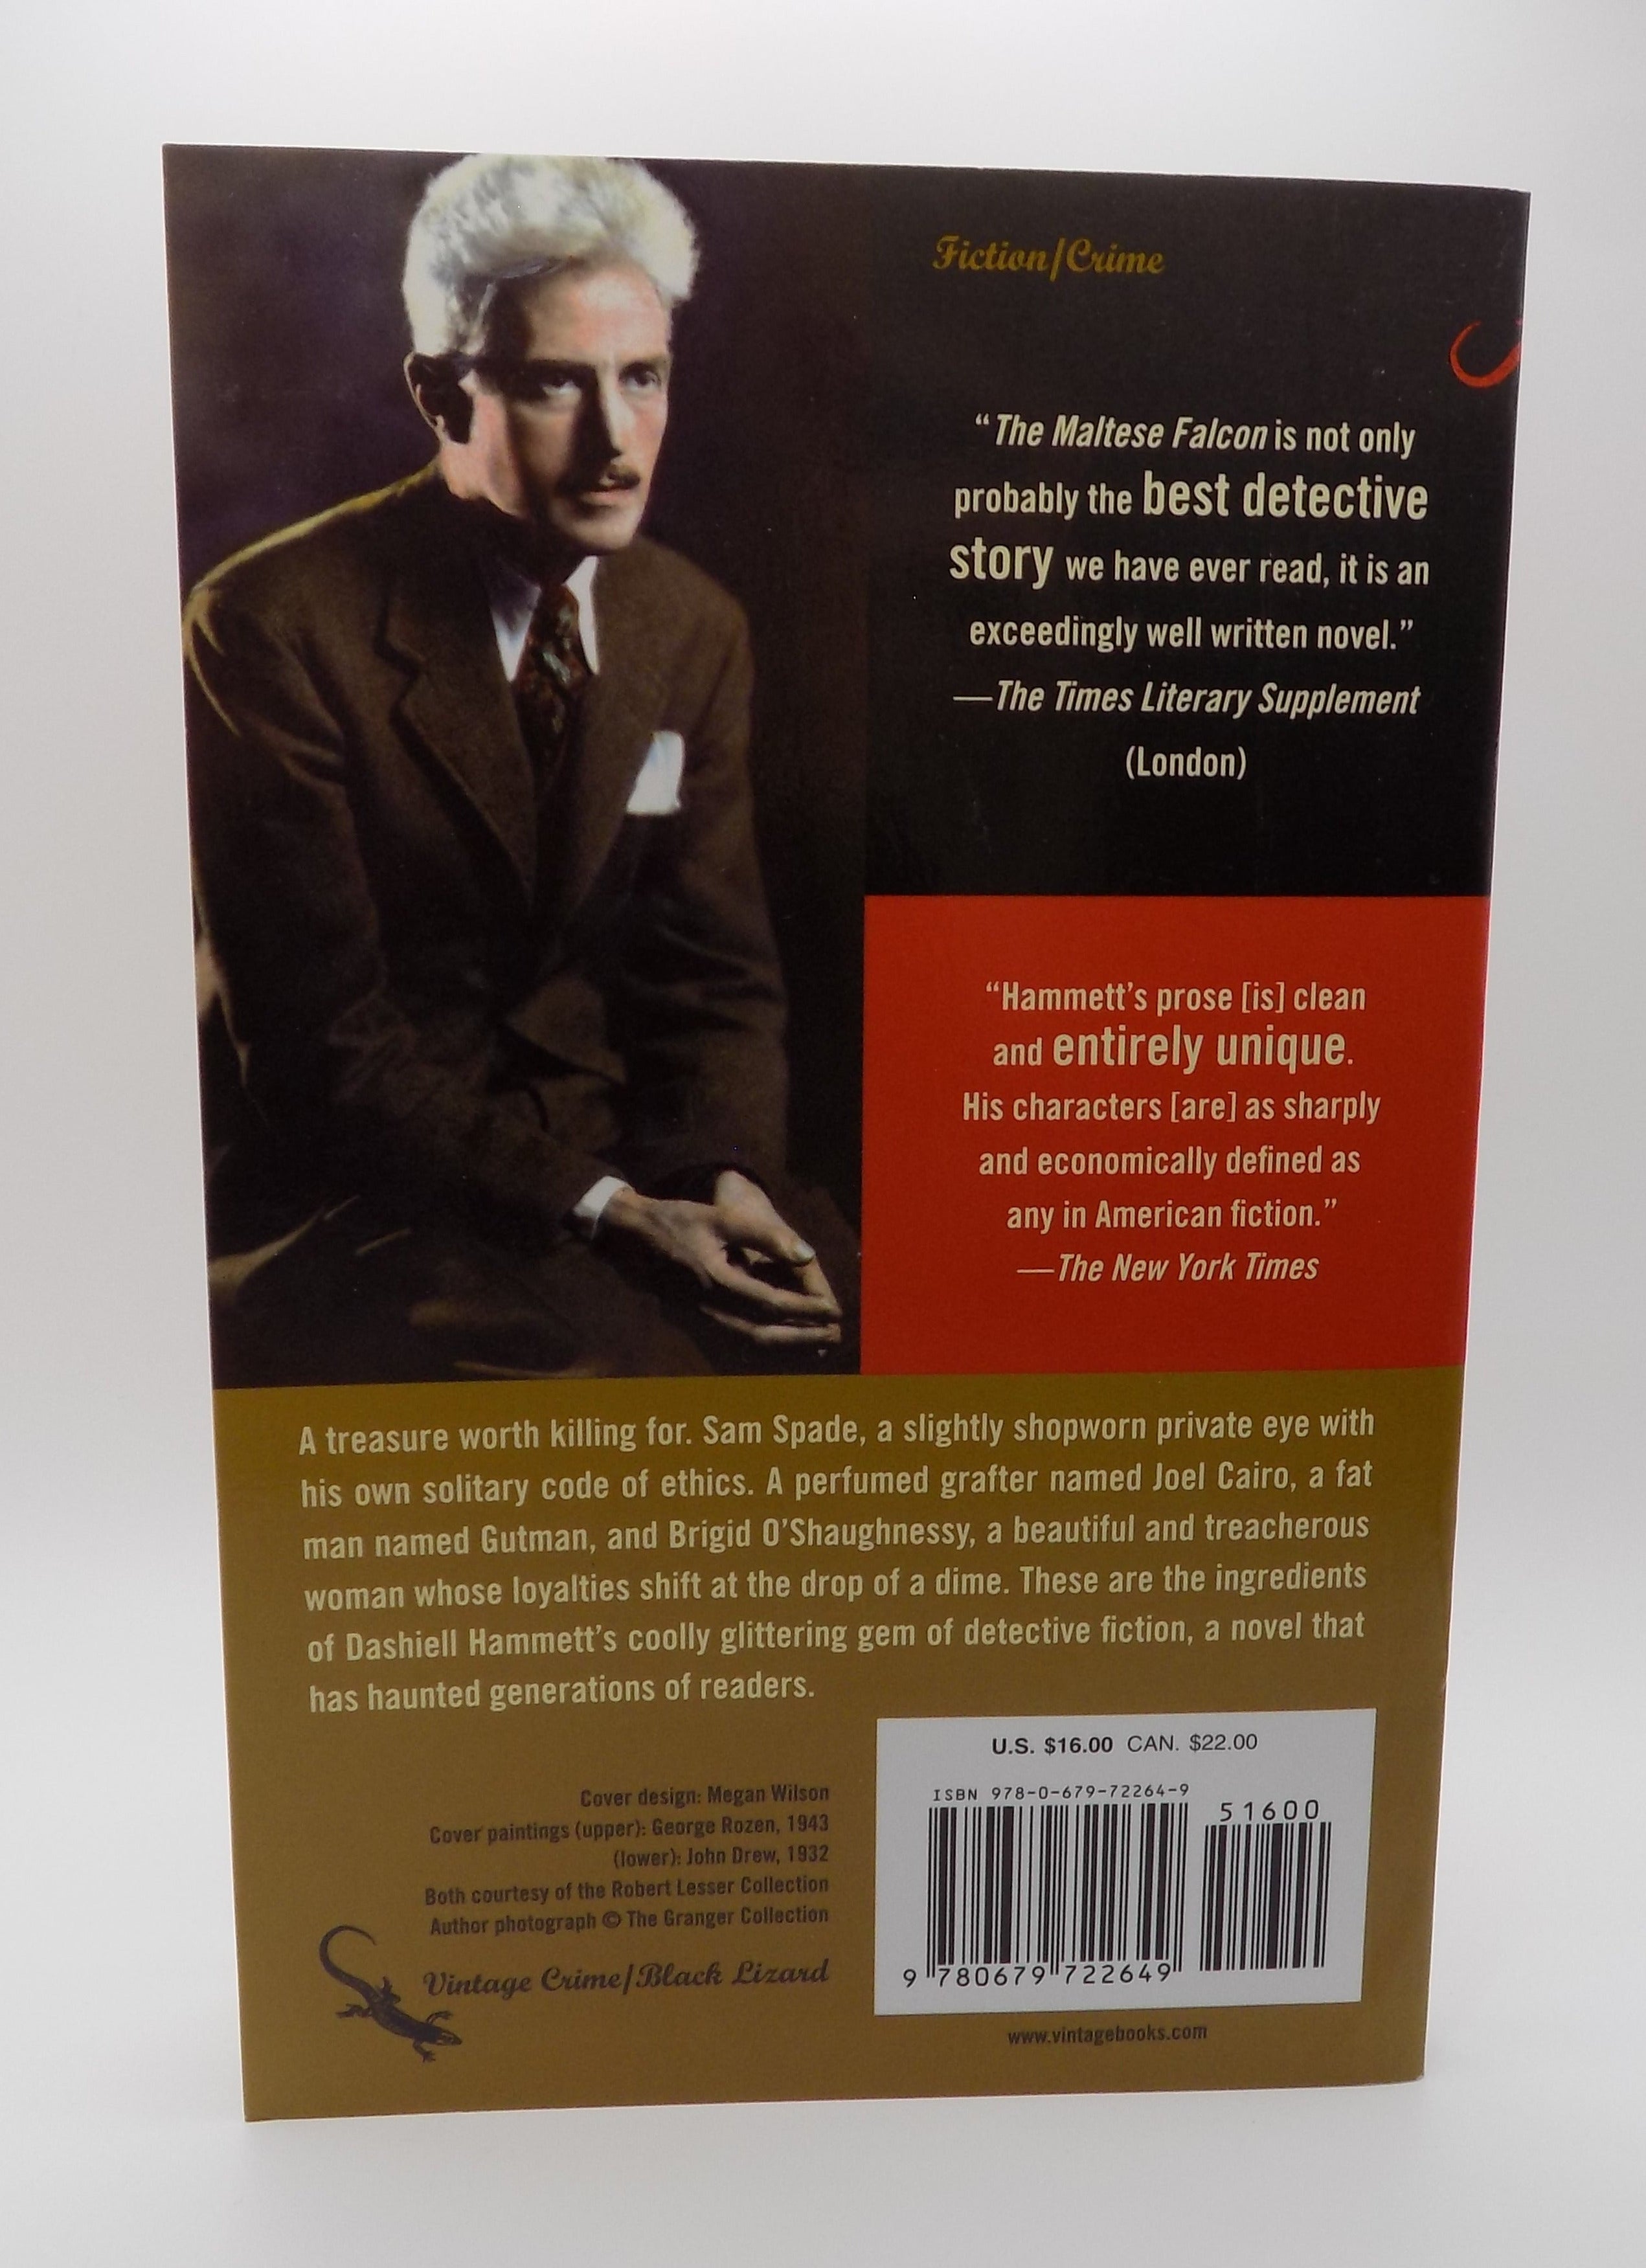 Fiction/Crime
“The Maltese Falcon is not only
probably the best detective
story we have ever read, it is an
exceedingly well written novel.”
—The Times Literary Supplement
(London)
“Hammett’s prose [is] clean
and entirely unique.
His characters [are] as sharply
and economically defined as
any in American fiction.”
—The New York Times
A treasure worth killing for. Sam Spade, a slightly shopworn private eye with
his own solitary code of ethics. A perfumed grafter named Joel Cairo, a fat
man named Gutman, and Brigid O’Shaughnessy, a beautiful and treacherous
woman whose loyalties shift at the drop of a dime. These are the ingredients
of Dashiell Hammett’s coolly glittering gem of detective fiction, a novel that
has haunted generations of readers.
Cover design: Megan Wilson
Cover paintings (upper): George Rozen, 1943
(lower): John Drew, 1932
Both courtesy of the Robert Lesser Collection
Author photograph © The Granger Collection
Vintage Crime/Black Lizard
U.S. $16.00 CAN. $22.00
ISBN 978-0-679-72264-9
51600
9 780679 722649
www.vintagebooks.com